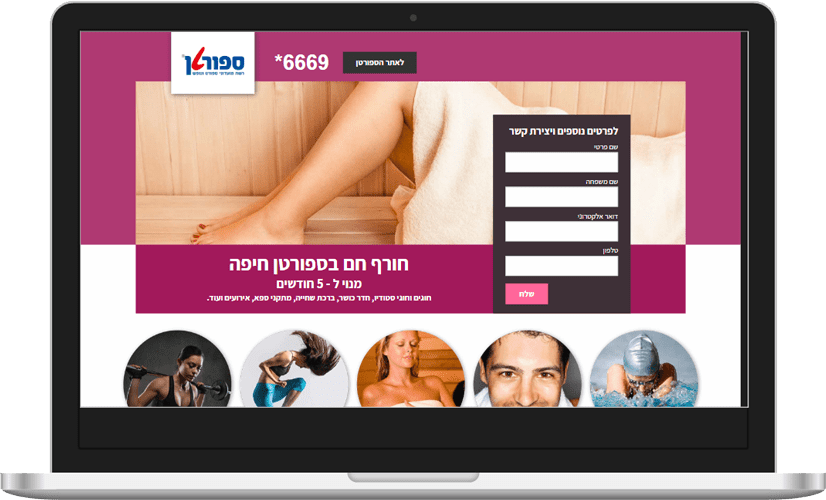 ספורטן
רשת מועדוני ספורט ונופש
*6669
לאתר הספורטן
לפרטים נוספים ויצירת קשר
שם פרטי
שם משפחה
דואר אלקטרוני
טלפון
שלח
חורף חם בספורטן חיפה
מנוי ל - 5 חודשים
חוגים וחוגי סטודיו, חדר כושר, ברכת שחייה, מתקני ספא, אירועים ועוד.